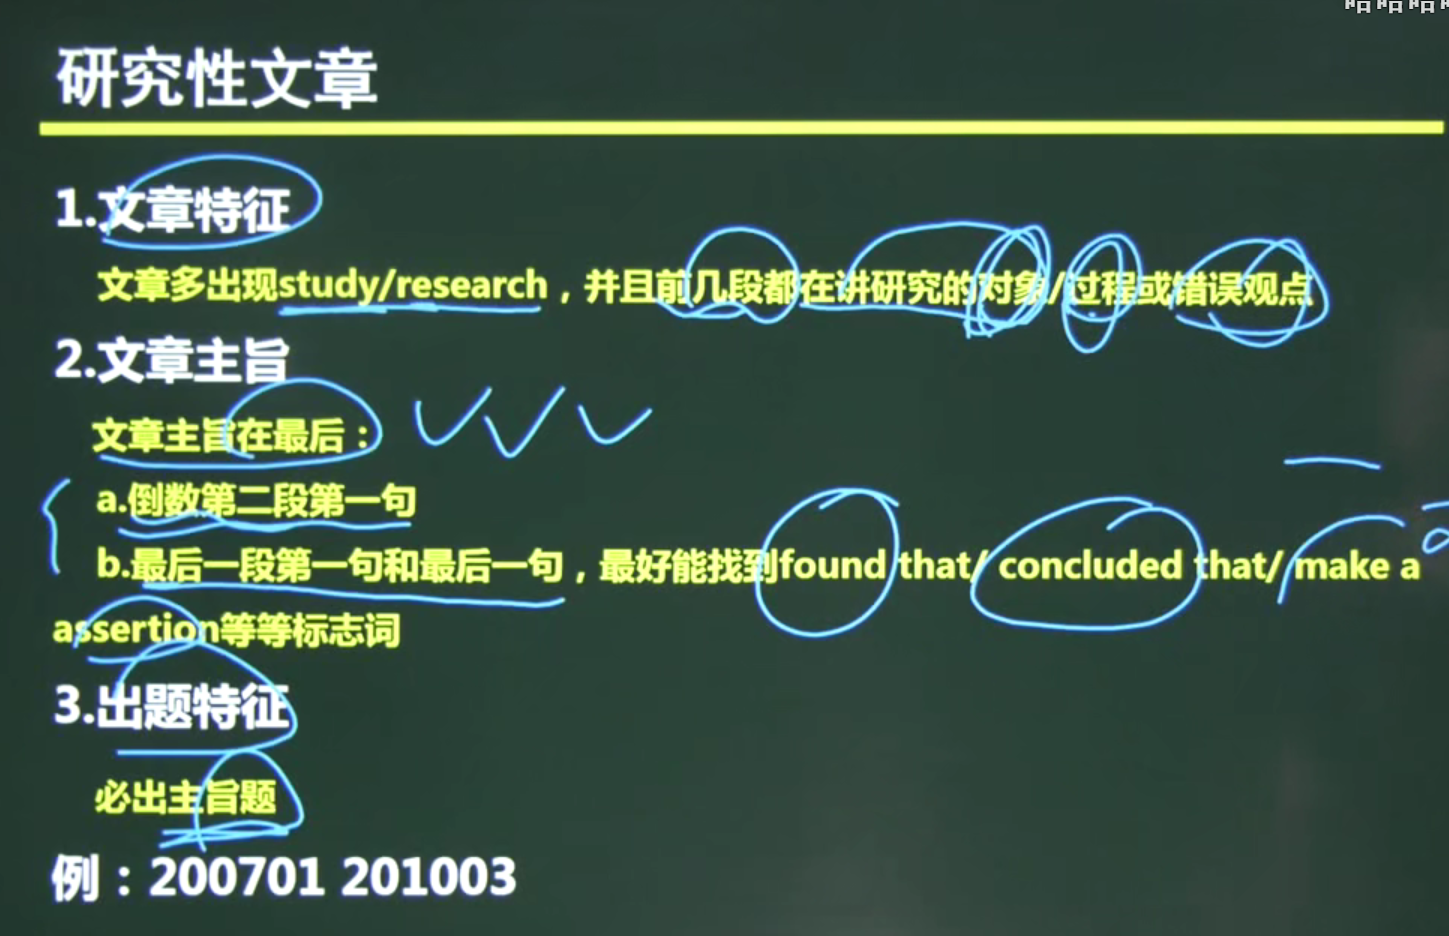 哈哈哈
研究性文章
1.文章特征
文章多出现study/research，并且前几段都在讲研究的对象/过程或错误观点
2.文章主旨
文章主旨在最后：
a.倒数第二段第一句
b.最后一段第一句和最后一句，最好能找到found that/ concluded that/ make a
assertion等等标志词
3.出题特征
必出主旨题
例：200701 201003